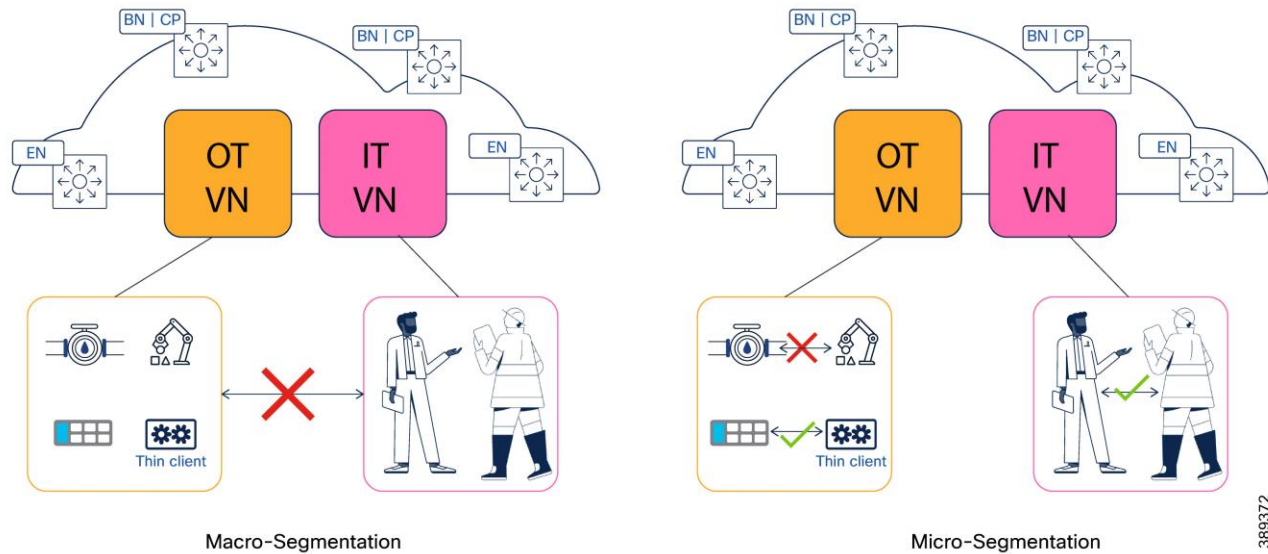 BN | CP
BN | CP
EN
EN
OT
VN
IT
VN
Thin client
Macro-Segmentation
BN | CP
BN | CP
EN
EN
OT
VN
IT
VN
Thin client
Micro-Segmentation
389372